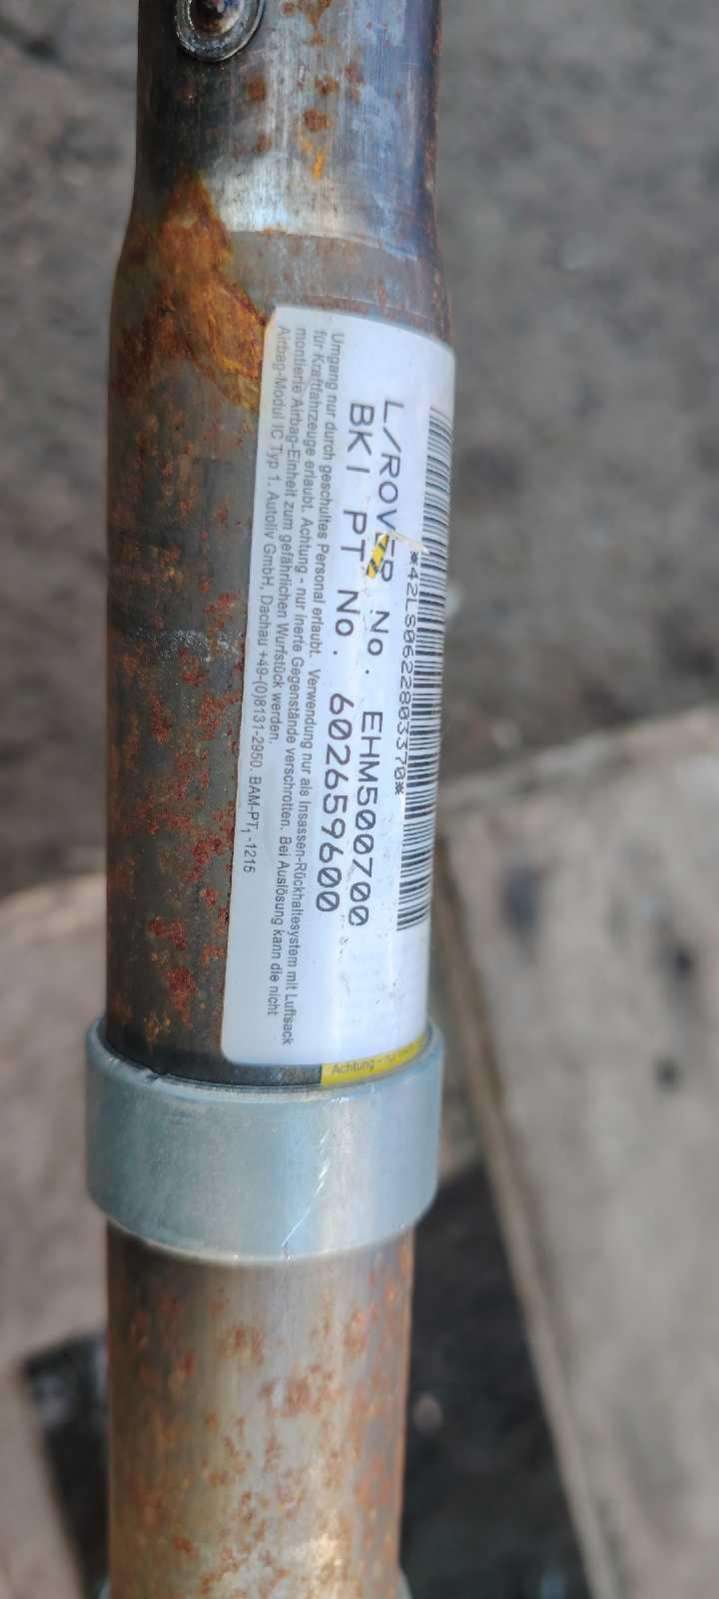 *42LS0622803370*
L/ROVER No. EHM500700
BKI PT No. 602659600
Umgang nur durch geschultes Personal erlaubt. Verwendung nur als Insassen-Rückhaltesystem mit Luftsack
für Kraftfahrzeuge erlaubt. Achtung - nur inerte Gegenstände verschrotten. Bei Auslösung kann die nicht
montierte Airbag-Einheit zum gefährlichen Wurfstück werden.
Airbag-Modul IC Typ 1. Autoliv GmbH, Dachau +49-(0)8131-2950. BAM-PT₁-1216
Achtung - nur